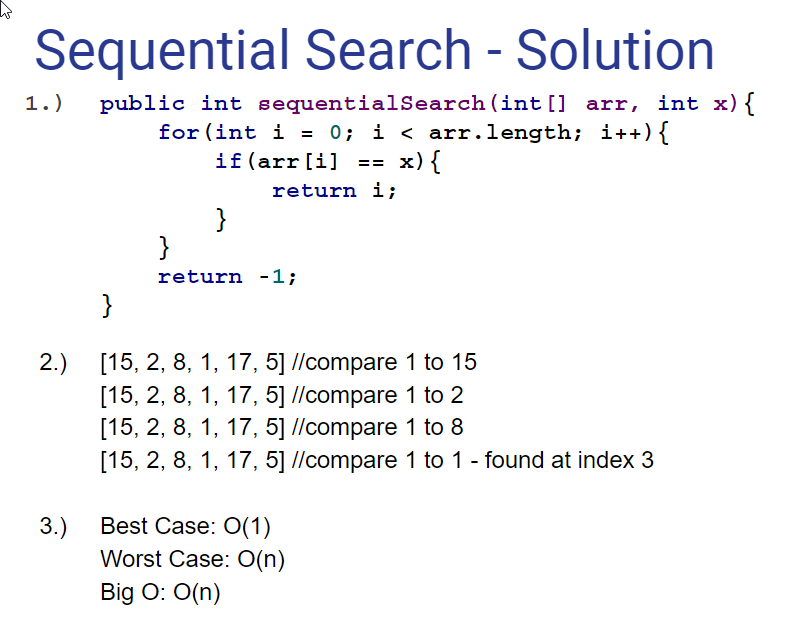 Sequential Search - Solution
1.) public int sequentialSearch(int[] arr, int x){
for(int i = 0; i < arr.length; i++){
if(arr[i] == x){
return i;
}
}
return -1;
}
2.) [15, 2, 8, 1, 17, 5] //compare 1 to 15
[15, 2, 8, 1, 17, 5] //compare 1 to 2
[15, 2, 8, 1, 17, 5] //compare 1 to 8
[15, 2, 8, 1, 17, 5] //compare 1 to 1 - found at index 3
3.) Best Case: O(1)
Worst Case: O(n)
Big O: O(n)